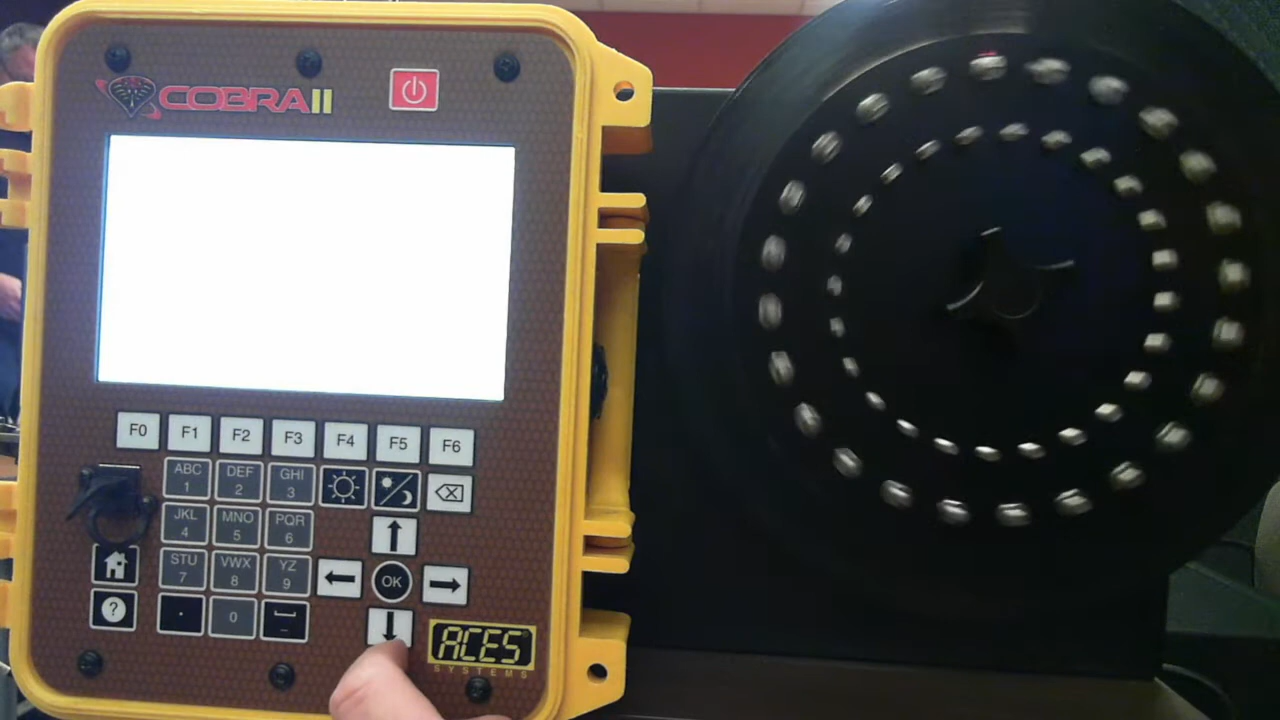 COBRA II
F0 F1 F2 F3 F4 F5 F6
ABC DEF GHI
1 2 3
JKL MNO PQR
4 5 6
STU VWX YZ
7 8 9
OK
? . 0
ACES
SYSTEMS